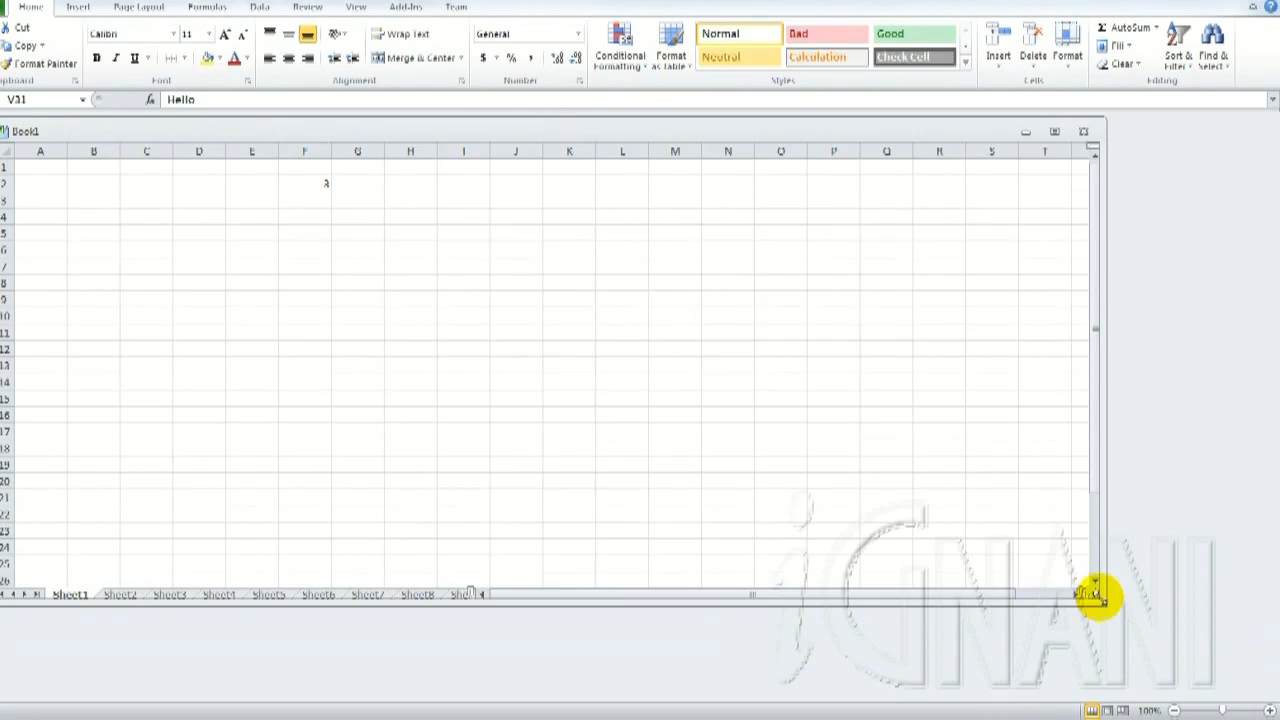 Home Insert Page Layout Formulas Data Review View Add-Ins Team
Cut Calibri 11 A A Wrap Text General Normal Bad Good AutoSum
Copy Fill
Format Painter B I U A Merge & Center $ % , Conditional Formatting Format as Table Neutral Calculation Check Cell Insert Delete Format Clear Sort & Filter Find & Select
Clipboard Font Alignment Number Styles Cells Editing
V31 fx Hello
Book1
A B C D E F G H I J K L M N O P Q R S T
1
2 a
3
4
5
6
7
8
9
10
11
12
13
14
15
16
17
18
19
20
21
22
23
24
25
26
Sheet1 Sheet2 Sheet3 Sheet4 Sheet5 Sheet6 Sheet7 Sheet8 She
iGNANI
100%